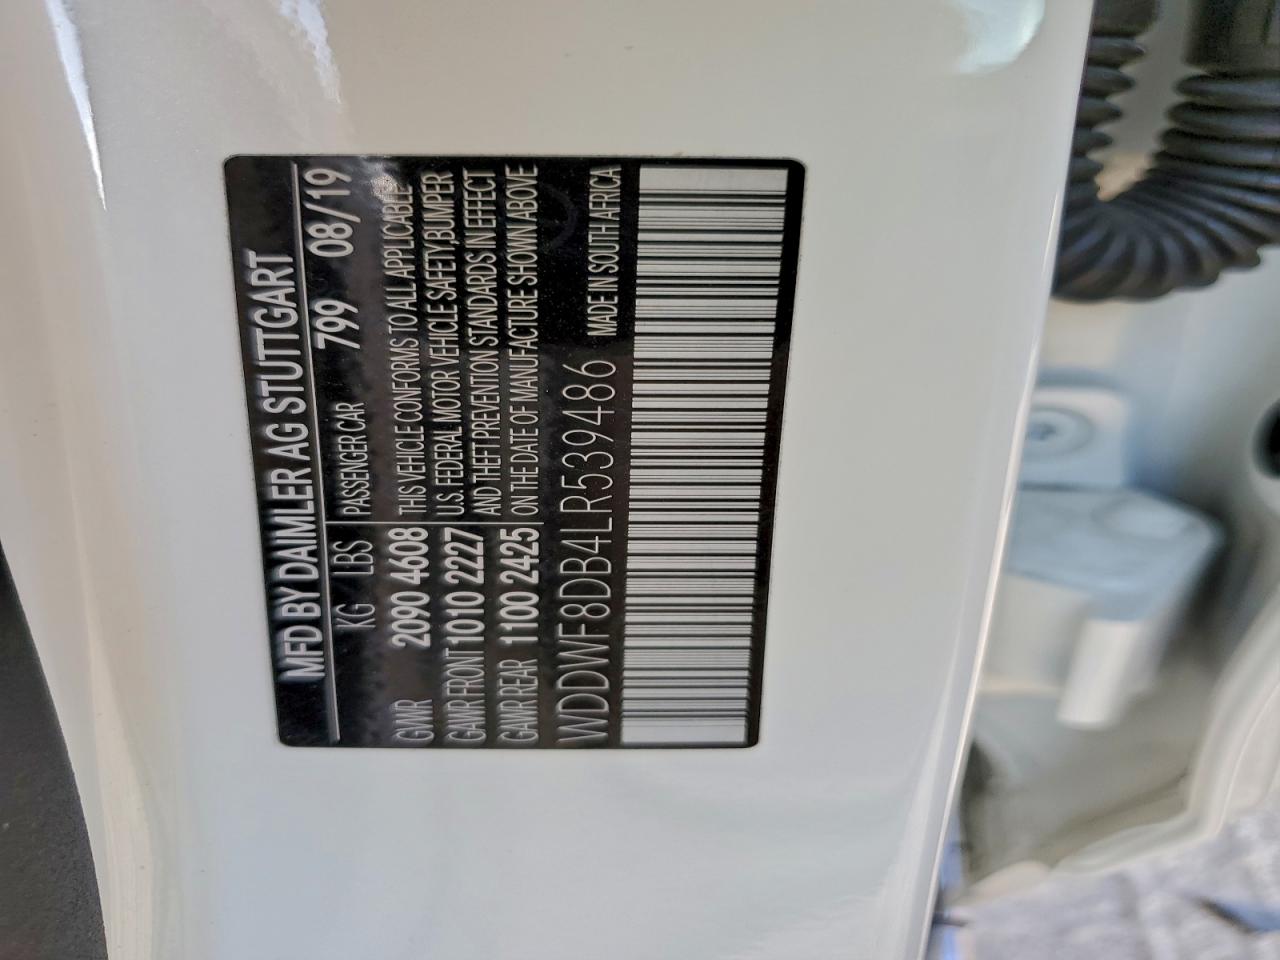 MFD BY DAIMLER AG STUTTGART
799 08/19
KG LBS PASSENGER CAR
GVWR 2090 4608 THIS VEHICLE CONFORMS TO ALL APPLICABLE
GAWR FRONT 1010 2227 U.S. FEDERAL MOTOR VEHICLE SAFETY,BUMPER
GAWR REAR 1100 2425 AND THEFT PREVENTION STANDARDS IN EFFECT
ON THE DATE OF MANUFACTURE SHOWN ABOVE
WDDWF8DB4LR539486 MADE IN SOUTH AFRICA